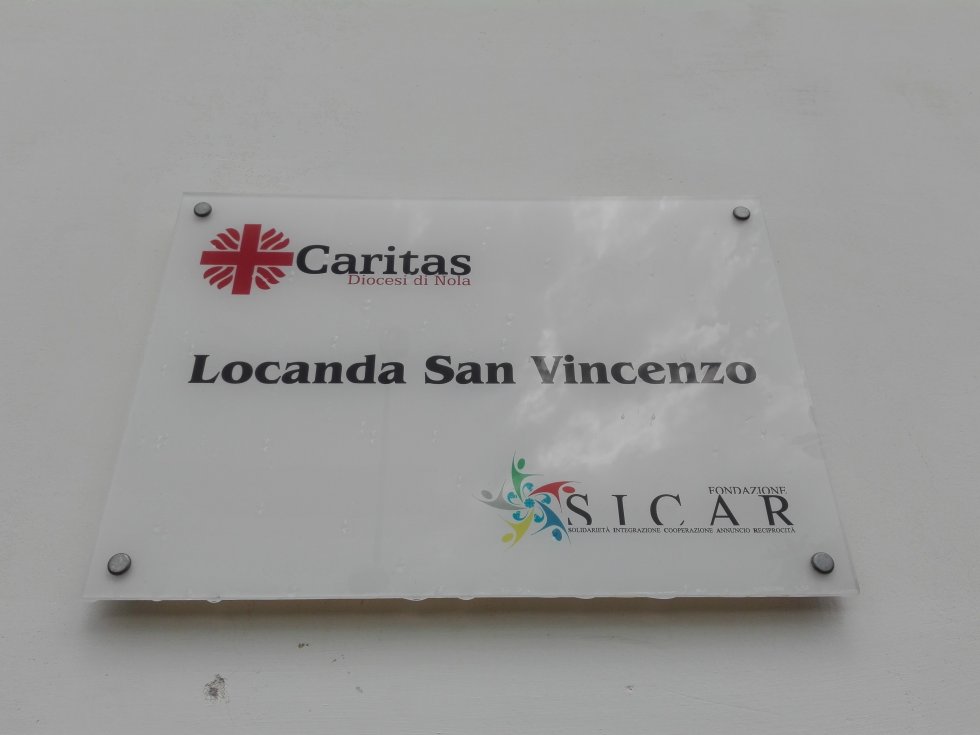 Caritas
Diocesi di Nola
Locanda San Vincenzo
FONDAZIONE
SICAR
SOLIDARIETÀ INTEGRAZIONE COOPERAZIONE ANNUNCIO RECIPROCITÀ